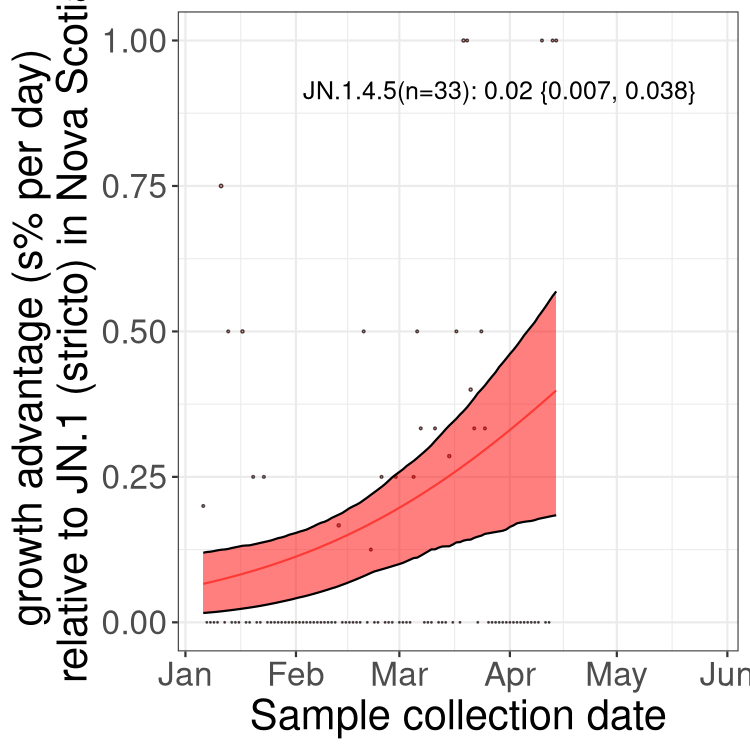 growth advantage (s% per day)
relative to JN.1 (stricto) in Nova Scotia
1.00
0.75
0.50
0.25
0.00
JN.1.4.5(n=33): 0.02 {0.007, 0.038}
Jan Feb Mar Apr May Jun
Sample collection date